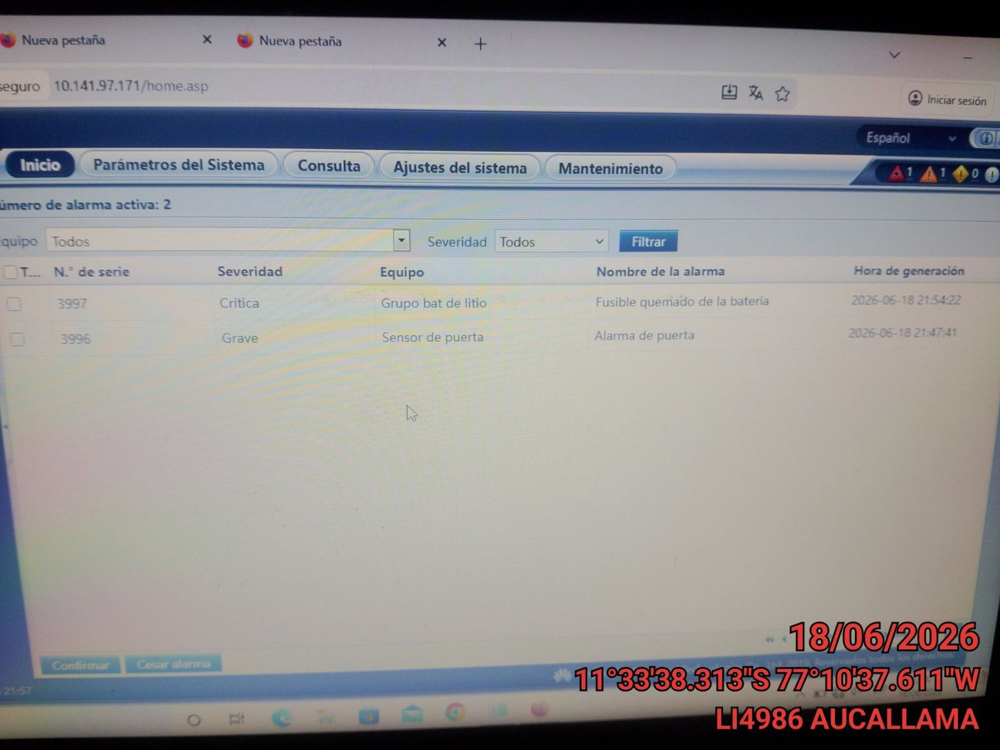 Nueva pestaña
Nueva pestaña
seguro 10.141.97.171/home.asp
Iniciar sesión
Español
Inicio Parámetros del Sistema Consulta Ajustes del sistema Mantenimiento
1 1 0
úmero de alarma activa: 2
quipo Todos Severidad Todos Filtrar
T... N.° de serie Severidad Equipo Nombre de la alarma Hora de generación
3997 Crítica Grupo bat de litio Fusible quemado de la batería 2026-06-18 21:54:22
3996 Grave Sensor de puerta Alarma de puerta 2026-06-18 21:47:41
Confirmar Cesar alarma
Reservados todos los derechos.
21:57
18/06/2026
11°33'38.313"S 77°10'37.611"W
LI4986 AUCALLAMA